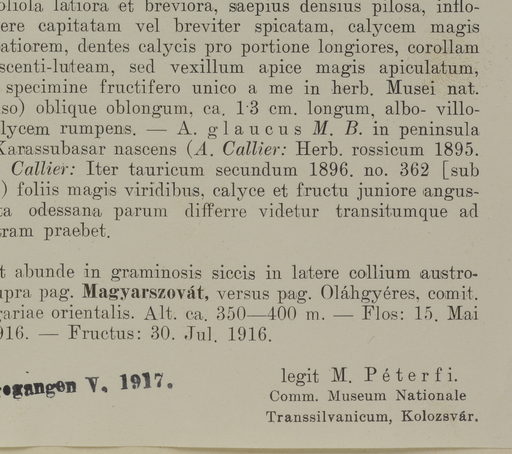 oliola latiora et breviora, saepius densius pilosa, inflo-
ere capitatam vel breviter spicatam, calycem magis
atiorem, dentes calycis pro portione longiores, corollam
scenti-luteam, sed vexillum apice magis apiculatum,
specimine fructifero unico a me in herb. Musei nat.
so) oblique oblongum, ca. 1·3 cm. longum, albo- villo-
lycem rumpens. — A. glaucus M. B. in peninsula
Karassubasar nascens (A. Callier: Herb. rossicum 1895.
Callier: Iter tauricum secundum 1896. no. 362 [sub
) foliis magis viridibus, calyce et fructu juniore angus-
ta odessana parum differre videtur transitumque ad
ram praebet.
t abunde in graminosis siccis in latere collium austro-
upra pag. Magyarszovát, versus pag. Oláhgyéres, comit.
gariae orientalis. Alt. ca. 350—400 m. — Flos: 15. Mai
916. — Fructus: 30. Jul. 1916.
egangen V. 1917.
legit M. Péterfi.
Comm. Museum Nationale
Transsilvanicum, Kolozsvár.